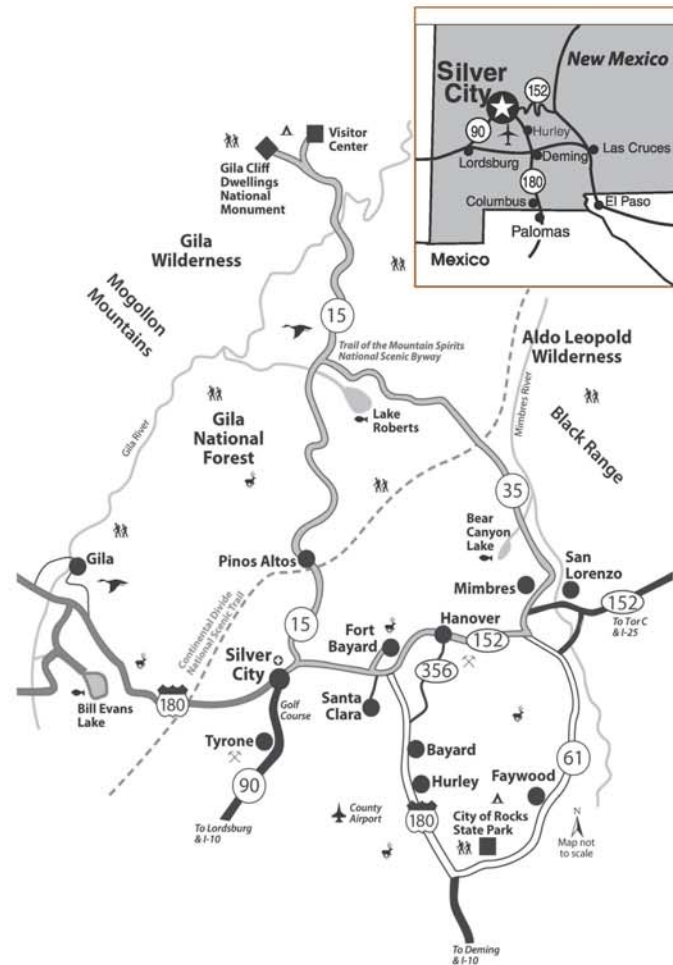 New Mexico
Silver
City
152
90
Hurley
Lordsburg
Deming
Las Cruces
180
Columbus
El Paso
Palomas
Mexico
Visitor
Center
Gila Cliff
Dwellings
National
Monument
Gila
Wilderness
Mogollon
Mountains
15
Trail of the Mountain Spirits
National Scenic Byway
Aldo Leopold
Wilderness
Mimbres River
Black Range
Lake
Roberts
Gila River
Gila
National
Forest
35
Bear
Canyon
Lake
Gila
Pinos Altos
San
Lorenzo
Mimbres
152
To T or C
& I-25
Continental Divide
National Scenic Trail
15
Fort
Bayard
Hanover
152
Silver
City
356
Bill Evans
Lake
180
Golf
Course
Santa
Clara
Tyrone
Bayard
61
Hurley
Faywood
90
County
Airport
180
City of Rocks
State Park
N
Map not
to scale
To Lordsburg
& I-10
To Deming
& I-10